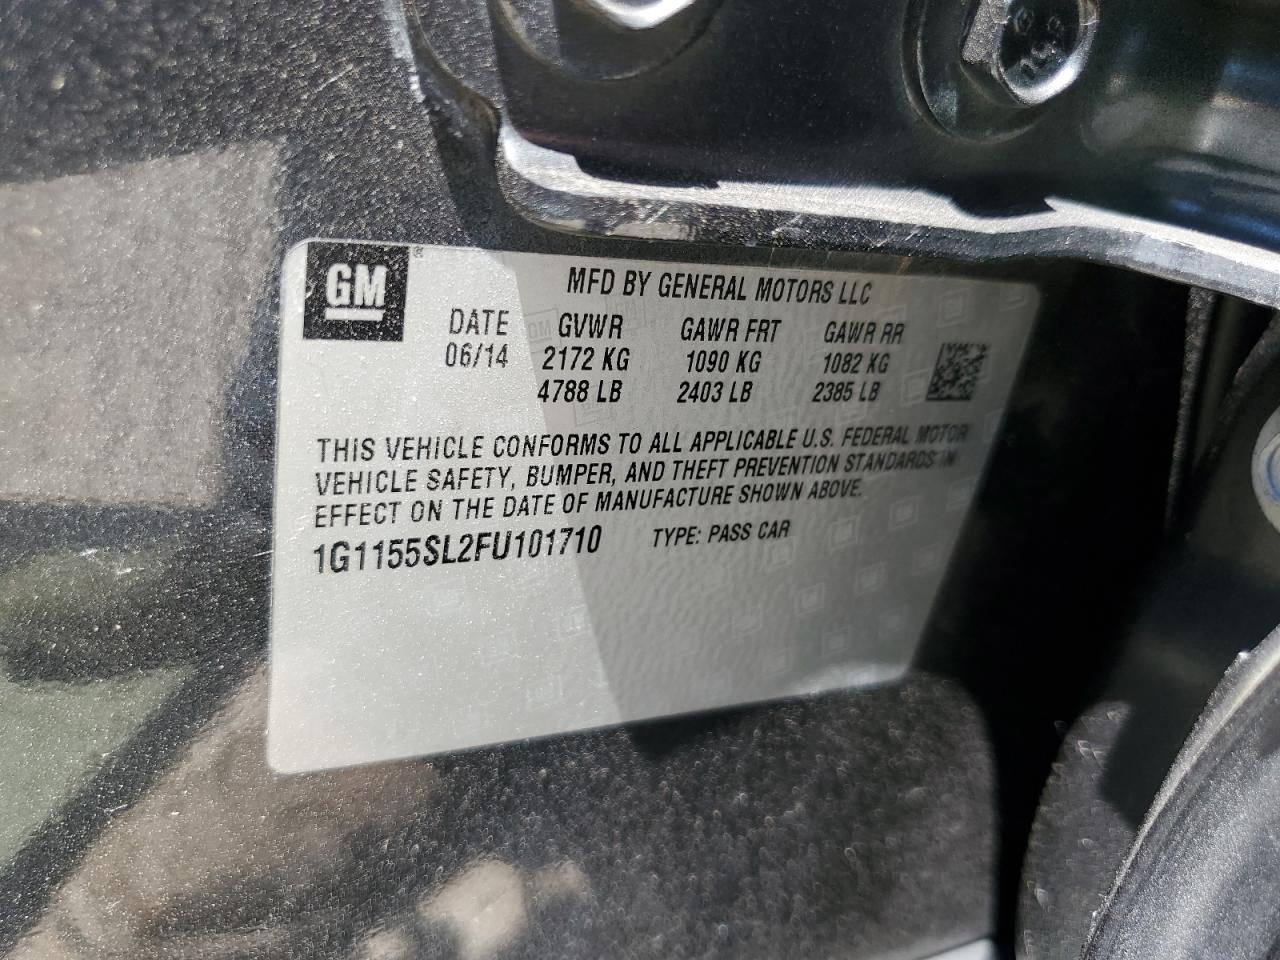 GM
MFD BY GENERAL MOTORS LLC
DATE GVWR GAWR FRT GAWR RR
06/14 2172 KG 1090 KG 1082 KG
4788 LB 2403 LB 2385 LB
THIS VEHICLE CONFORMS TO ALL APPLICABLE U.S. FEDERAL MOTOR
VEHICLE SAFETY, BUMPER, AND THEFT PREVENTION STANDARDS IN
EFFECT ON THE DATE OF MANUFACTURE SHOWN ABOVE.
1G1155SL2FU101710 TYPE: PASS CAR